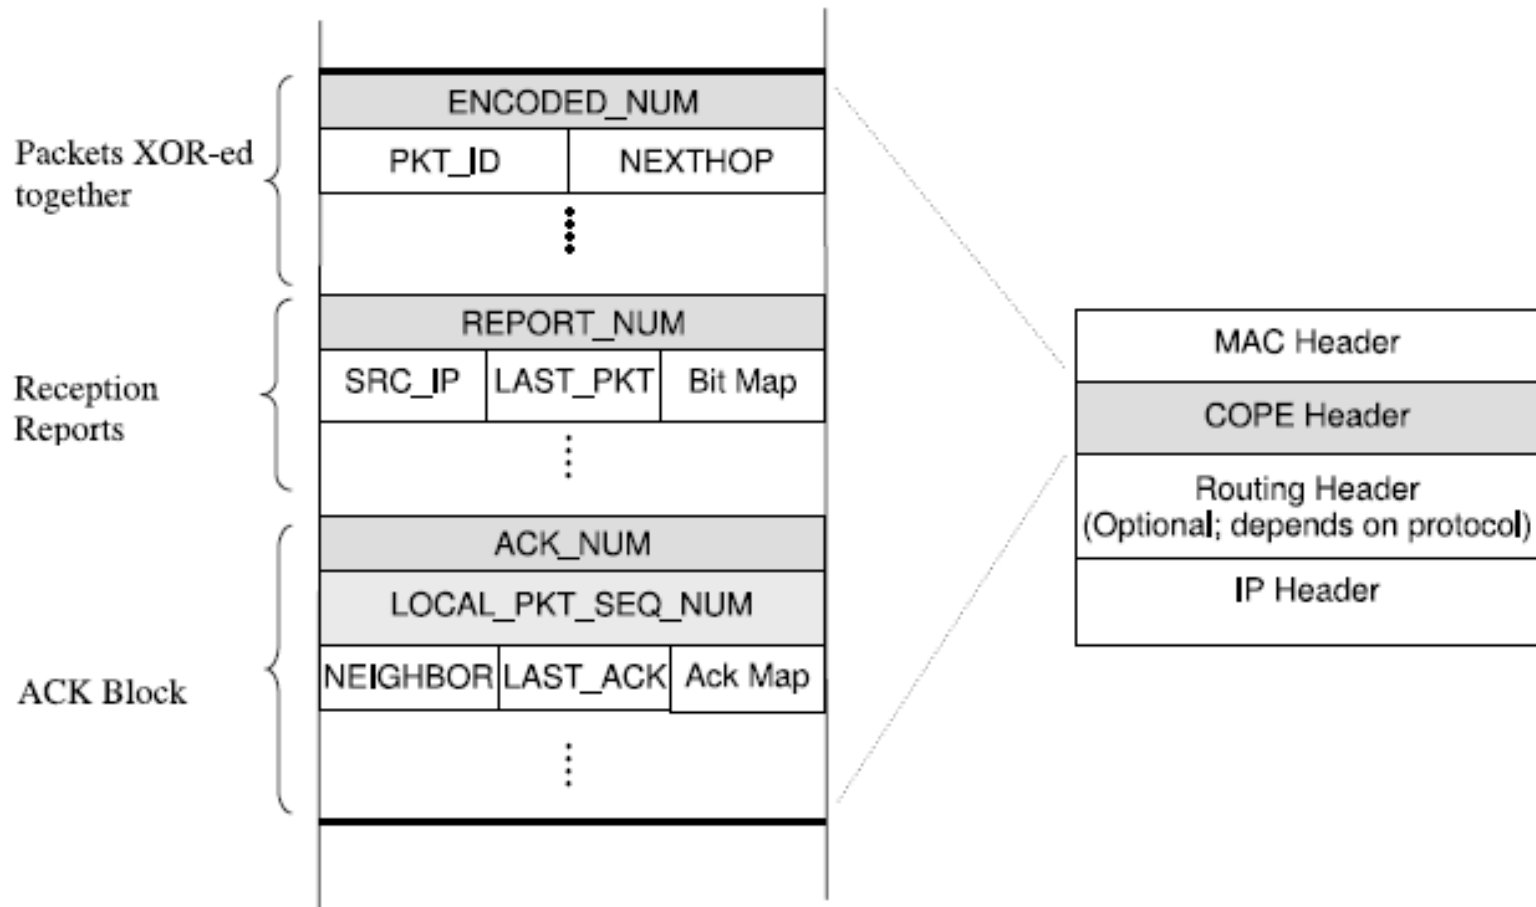 Packets XOR-ed
together
ENCODED_NUM
PKT_ID
NEXTHOP
Reception
Reports
REPORT_NUM
SRC_IP
LAST_PKT
Bit Map
ACK Block
ACK_NUM
LOCAL_PKT_SEQ_NUM
NEIGHBOR
LAST_ACK
Ack Map
MAC Header
COPE Header
Routing Header
(Optional; depends on protocol)
IP Header